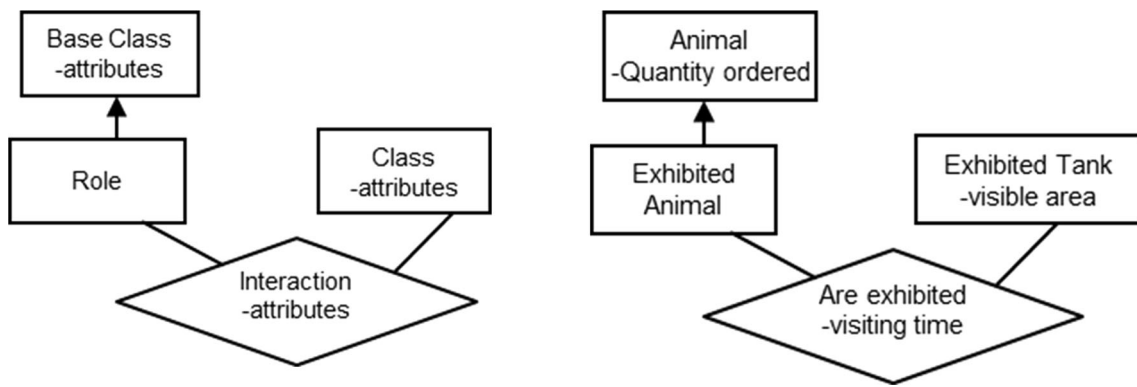 Base Class
-attributes
Role
Class
-attributes
Interaction
-attributes
Animal
-Quantity ordered
Exhibited
Animal
Exhibited Tank
-visible area
Are exhibited
-visiting time